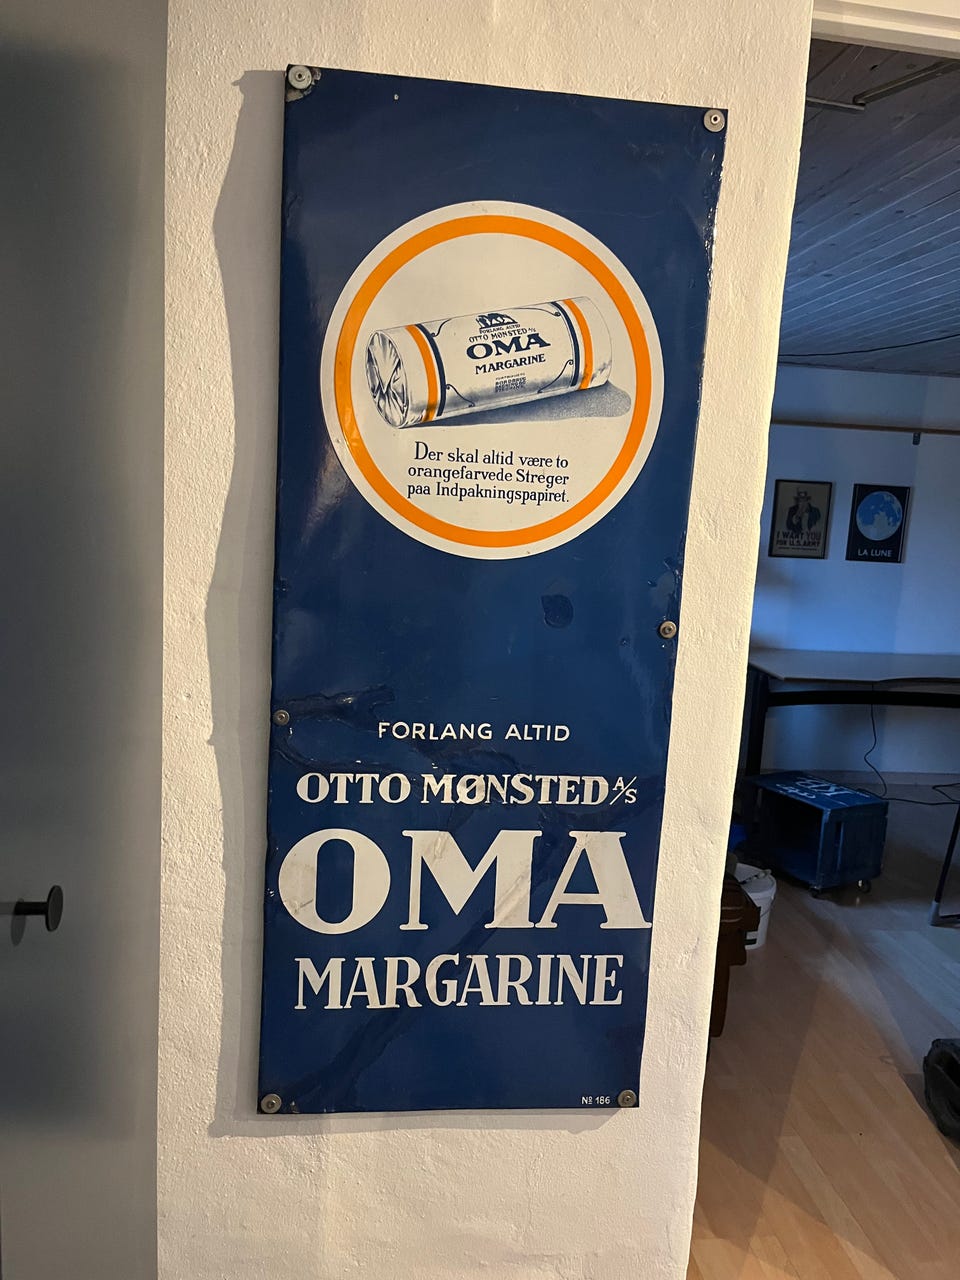 FORLANG ALTID
OTTO MØNSTED A/S
OMA
MARGARINE
Der skal altid være to
orangefarvede Streger
paa Indpakningspapiret.
FORLANG ALTID
OTTO MØNSTED A/S
OMA
MARGARINE
Nº 186
I WANT YOU
FOR U.S. ARMY
LA LUNE